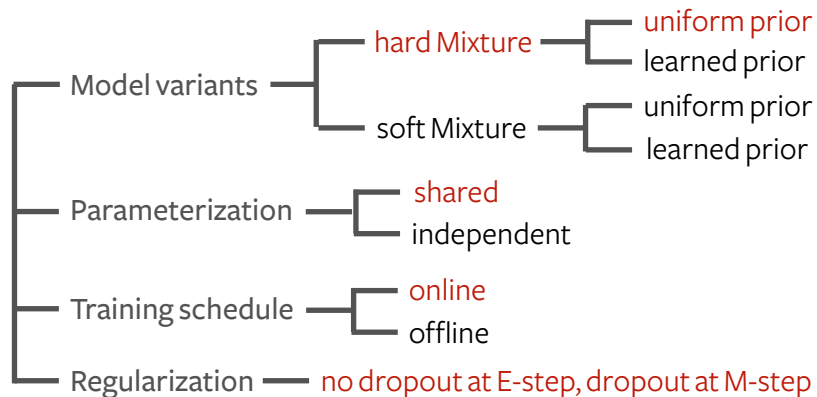 Model variants
hard Mixture
uniform prior
learned prior
soft Mixture
uniform prior
learned prior
Parameterization
shared
independent
Training schedule
online
offline
Regularization
no dropout at E-step, dropout at M-step